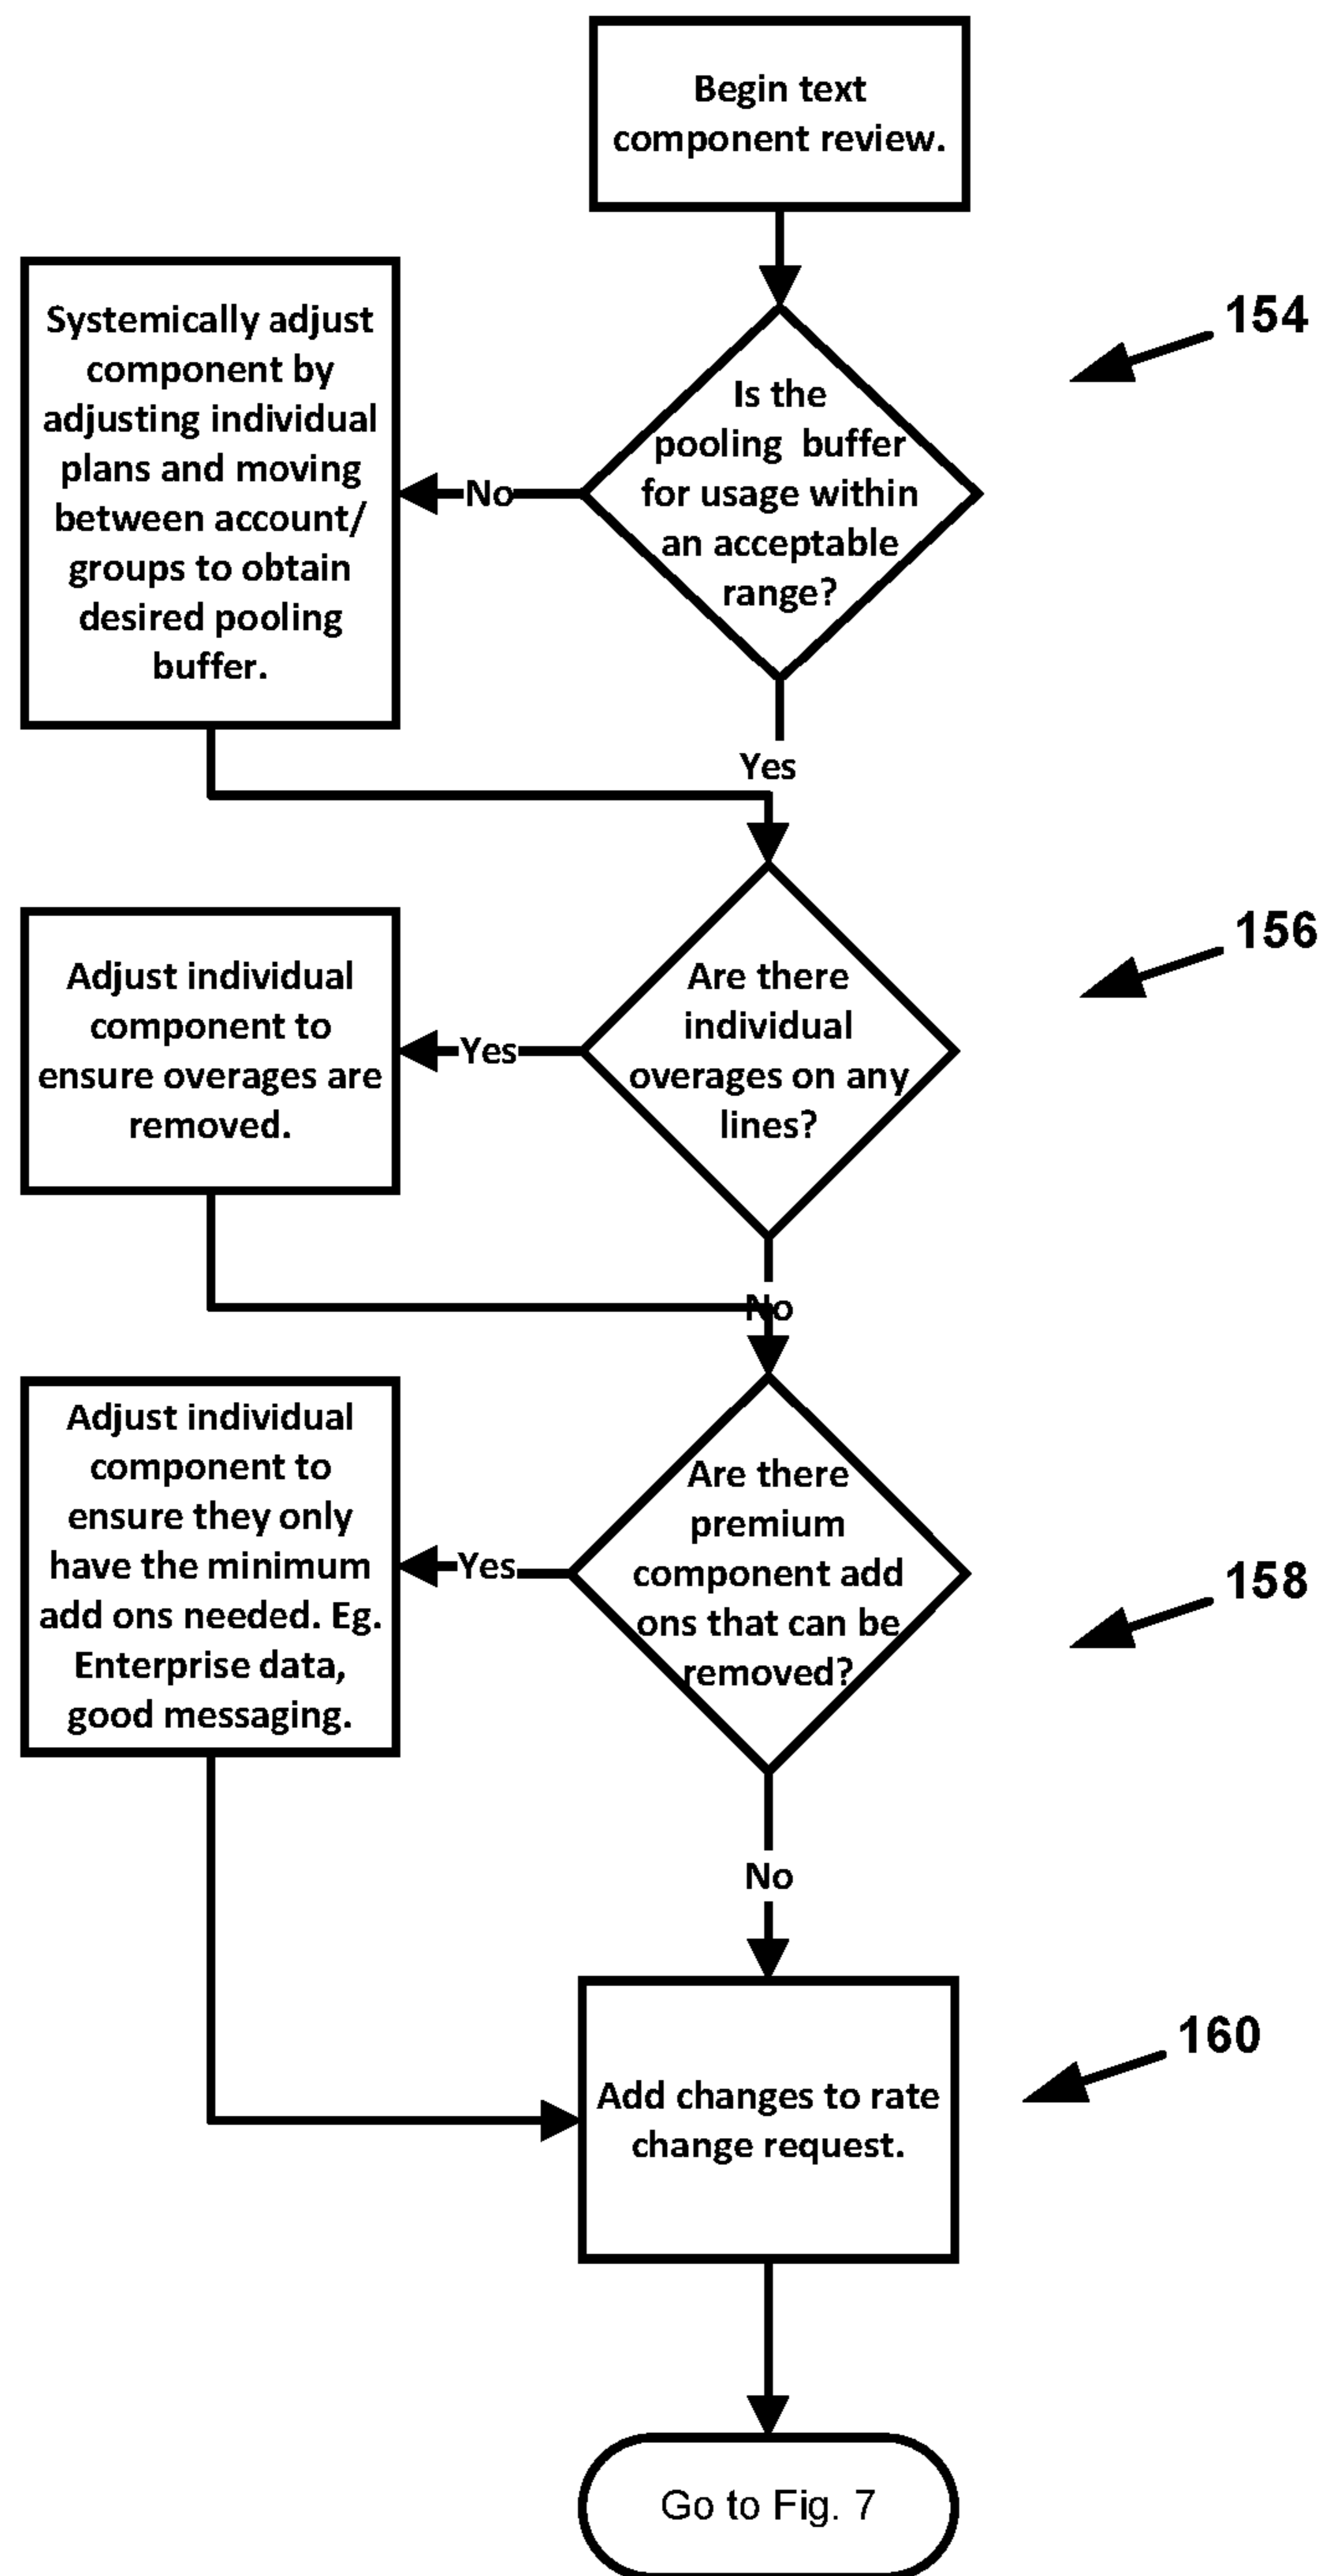 Begin text
component review.
154
Is the
pooling buffer
for usage within
an acceptable
range?
No
Systemically adjust
component by
adjusting individual
plans and moving
between account/
groups to obtain
desired pooling
buffer.
Yes
156
Are there
individual
overages on any
lines?
Yes
Adjust individual
component to
ensure overages are
removed.
No
158
Are there
premium
component add
ons that can be
removed?
Yes
Adjust individual
component to
ensure they only
have the minimum
add ons needed. Eg.
Enterprise data,
good messaging.
No
160
Add changes to rate
change request.
Go to Fig. 7